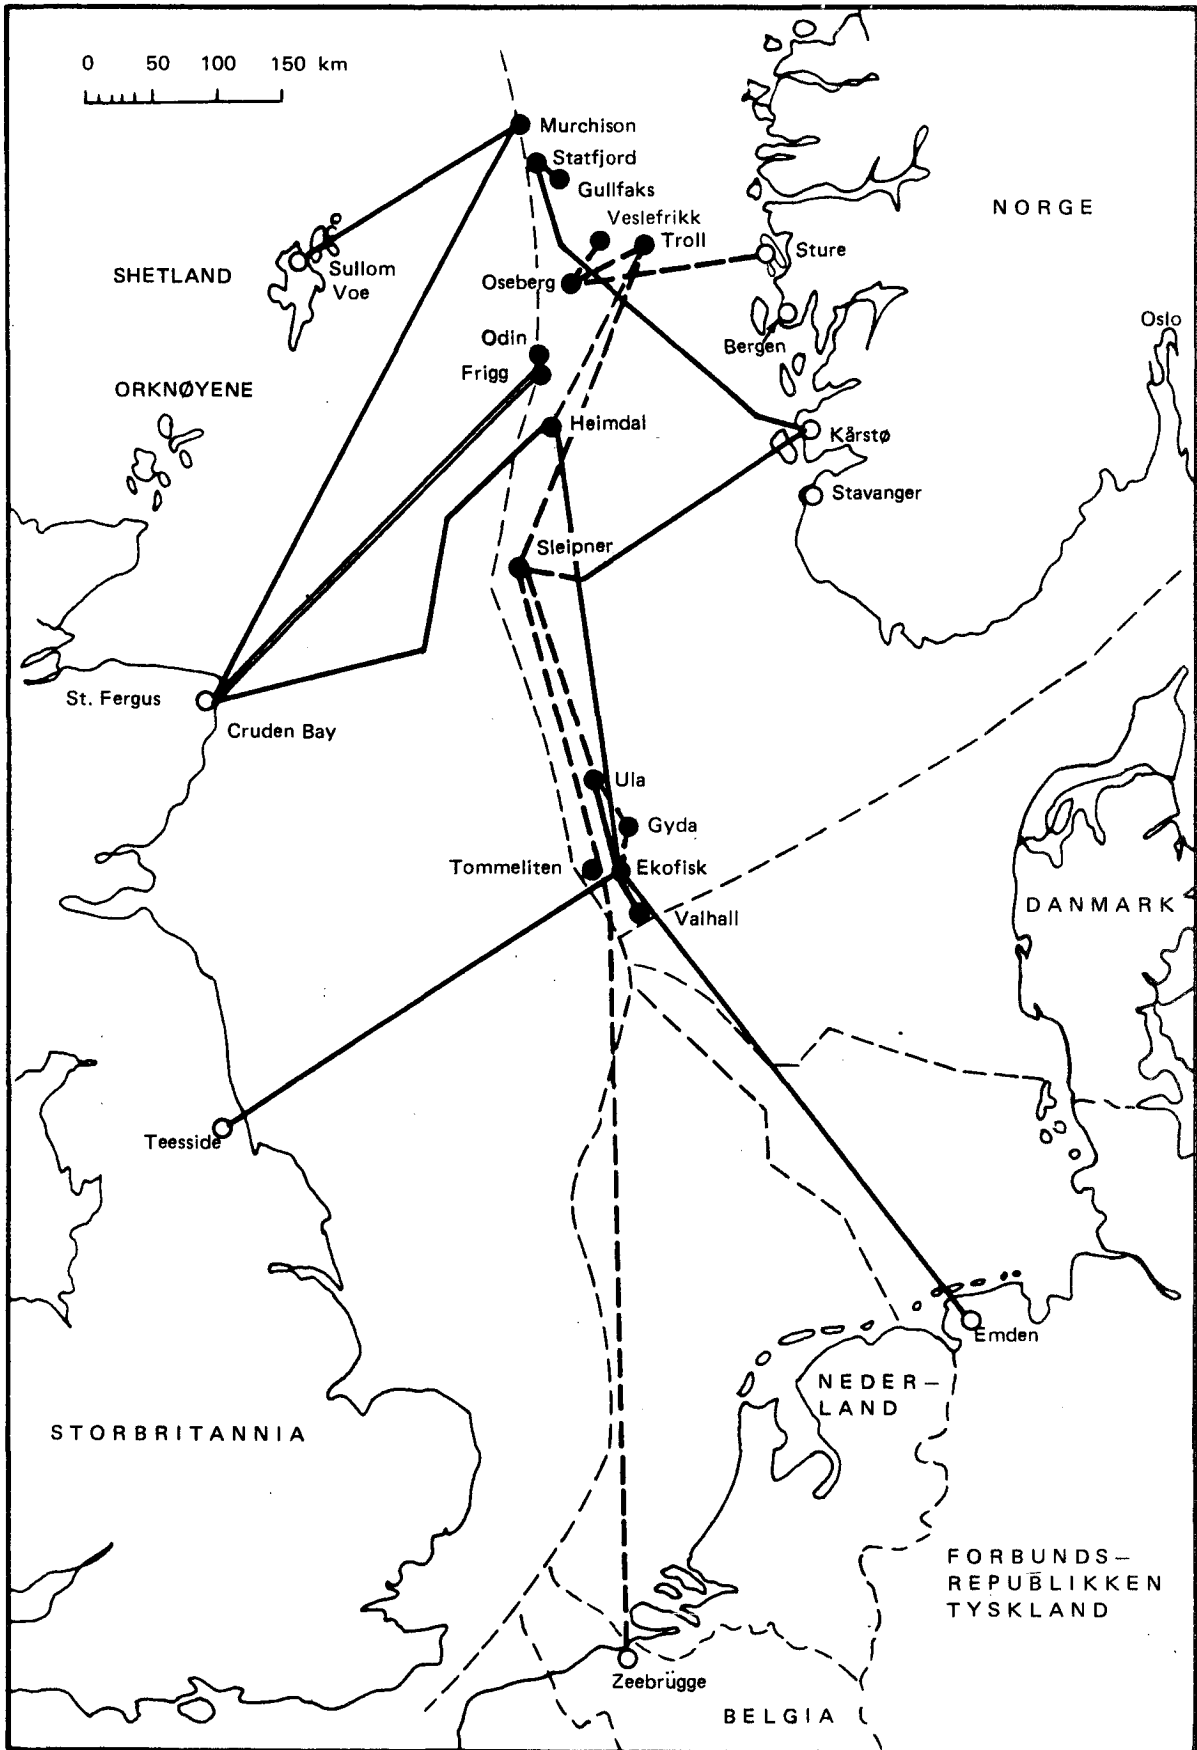 0 50 100 150 km
Murchison
Statfjord
Gullfaks
NORGE
Veslefrikk
Troll
Sture
SHETLAND
Sullom
Voe
Oseberg
Bergen
Oslo
Odin
Frigg
ORKNØYENE
Heimdal
Kårstø
Stavanger
Sleipner
St. Fergus
Cruden Bay
Ula
Gyda
Tommeliten
Ekofisk
Valhall
DANMARK
Teesside
Emden
NEDER-
LAND
STORBRITANNIA
FORBUNDS-
REPUBLIKKEN
TYSKLAND
Zeebrügge
BELGIA